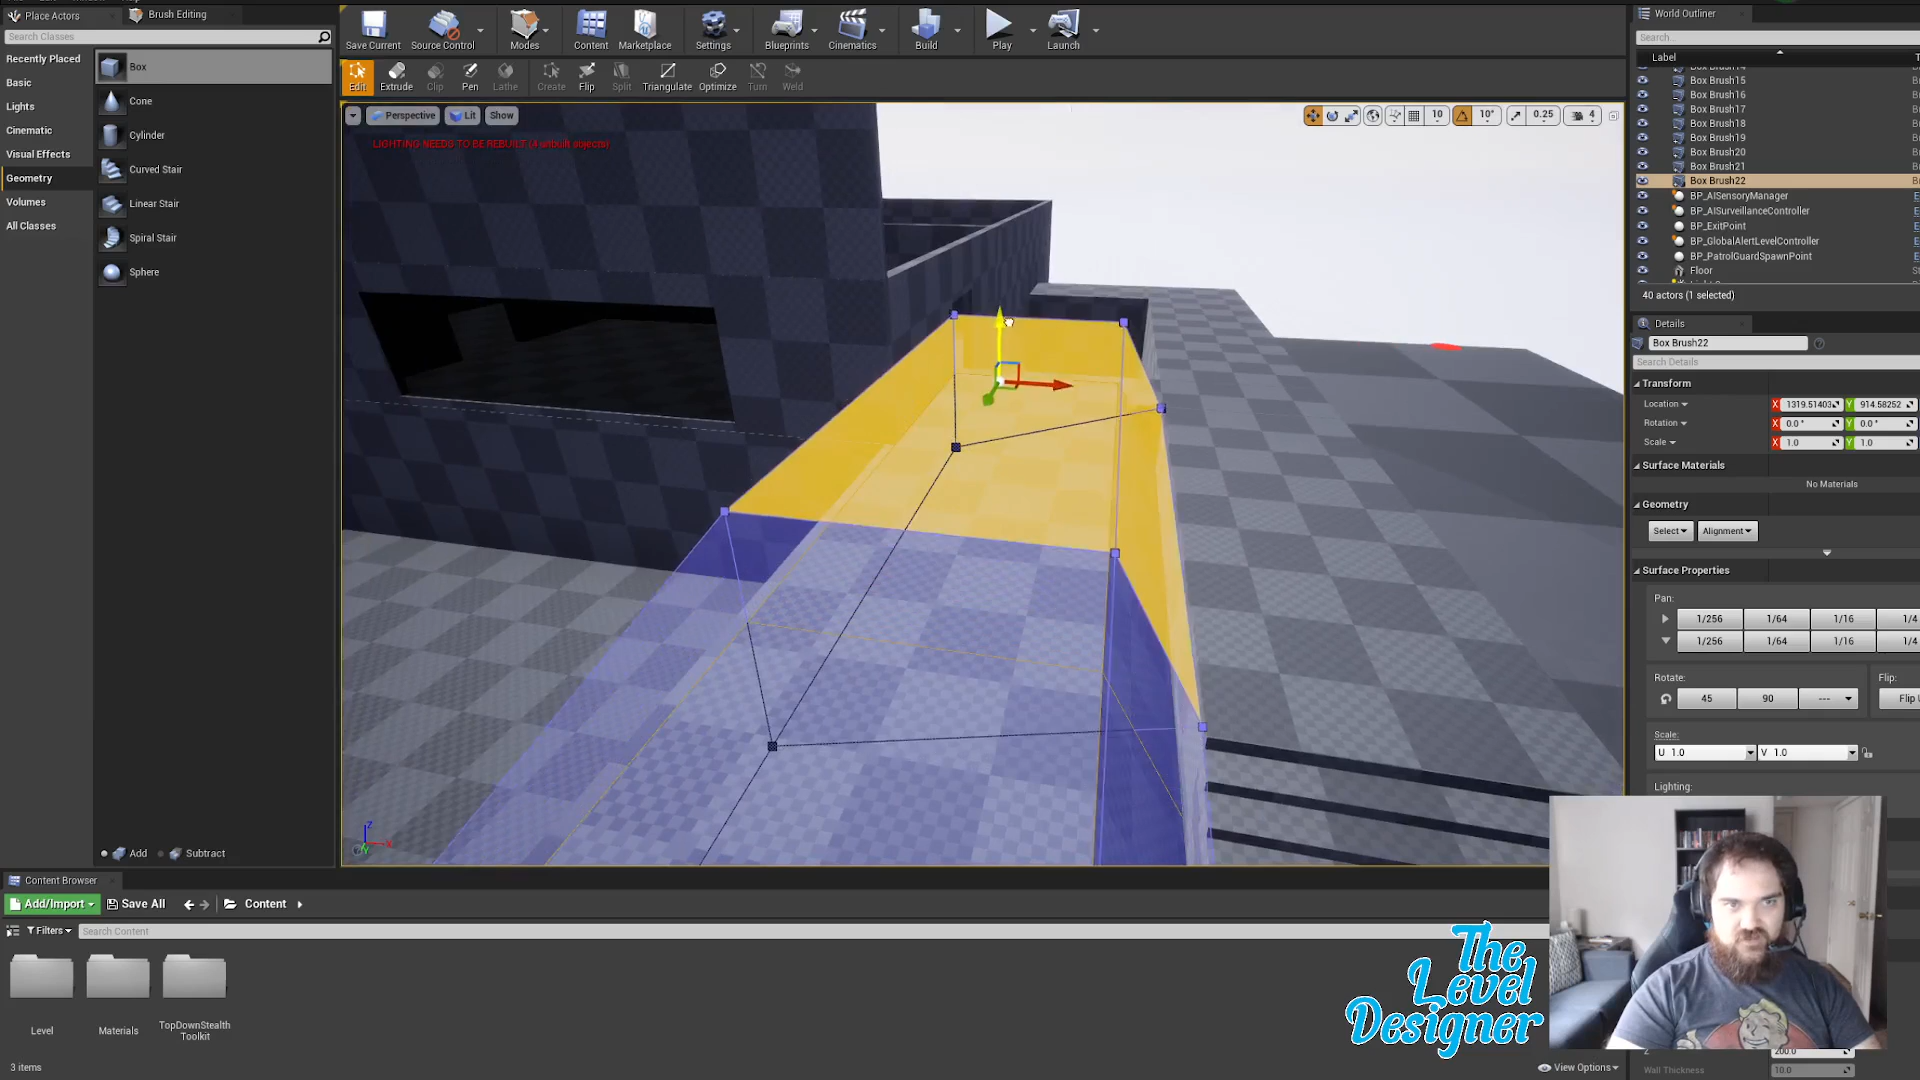 Place Actors
Brush Editing
Search Classes
Recently Placed
Basic
Lights
Cinematic
Visual Effects
Geometry
Volumes
All Classes
Box
Cone
Cylinder
Curved Stair
Linear Stair
Spiral Stair
Sphere
Add
Subtract
Save Current
Source Control
Modes
Content
Marketplace
Settings
Blueprints
Cinematics
Build
Play
Launch
Edit
Extrude
Clip
Pen
Lathe
Create
Flip
Split
Triangulate
Optimize
Turn
Weld
Perspective
Lit
Show
10
10°
0.25
4
LIGHTING NEEDS TO BE REBUILT (4 unbuilt objects)
World Outliner
Search...
Label
Box Brush14
Box Brush15
Box Brush16
Box Brush17
Box Brush18
Box Brush19
Box Brush20
Box Brush21
Box Brush22
BP_AISensoryManager
BP_AISurveillanceController
BP_ExitPoint
BP_GlobalAlertLevelController
BP_PatrolGuardSpawnPoint
Floor
40 actors (1 selected)
Details
Box Brush22
Search Details
Transform
Location X 1319.51403 Y 914.58252
Rotation X 0.0 ° Y 0.0 °
Scale X 1.0 Y 1.0
Surface Materials
No Materials
Geometry
Select
Alignment
Surface Properties
Pan:
1/256 1/64 1/16 1/4
1/256 1/64 1/16 1/4
Rotate:
Flip:
45 90 ---
Flip U
Scale:
U 1.0 V 1.0
Lighting:
Z 200.0
Wall Thickness 10.0
Content Browser
Add/Import
Save All
Content
Filters
Search Content
Level
Materials
TopDownStealth
Toolkit
3 items
View Options
The
Level
Designer
Z
X
Y